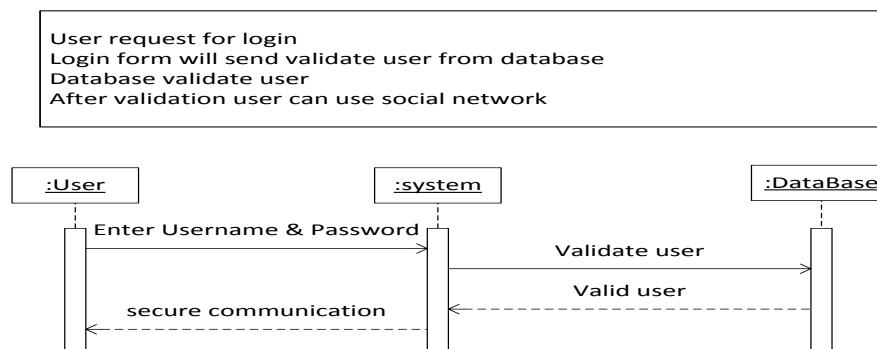 User request for login
Login form will send validate user from database
Database validate user
After validation user can use social network
:User
:system
:DataBase
Enter Username & Password
Validate user
Valid user
secure communication